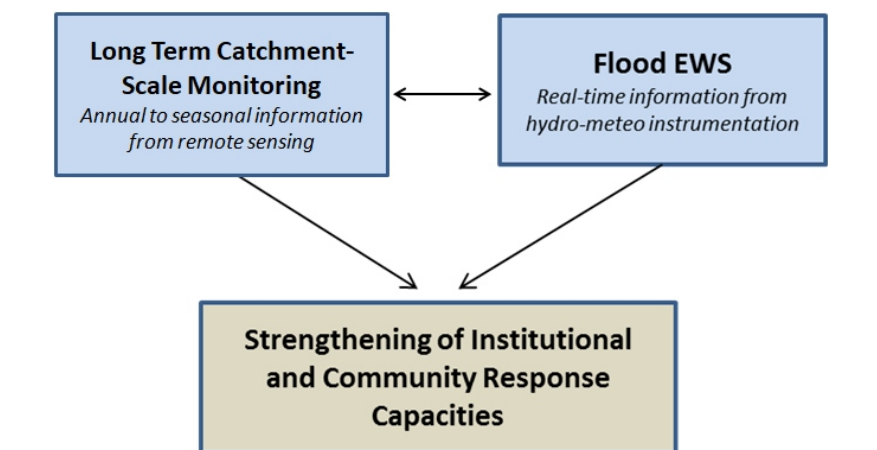 Long Term Catchment-
Scale Monitoring
Annual to seasonal information
from remote sensing
Flood EWS
Real-time information from
hydro-meteo instrumentation
Strengthening of Institutional
and Community Response
Capacities